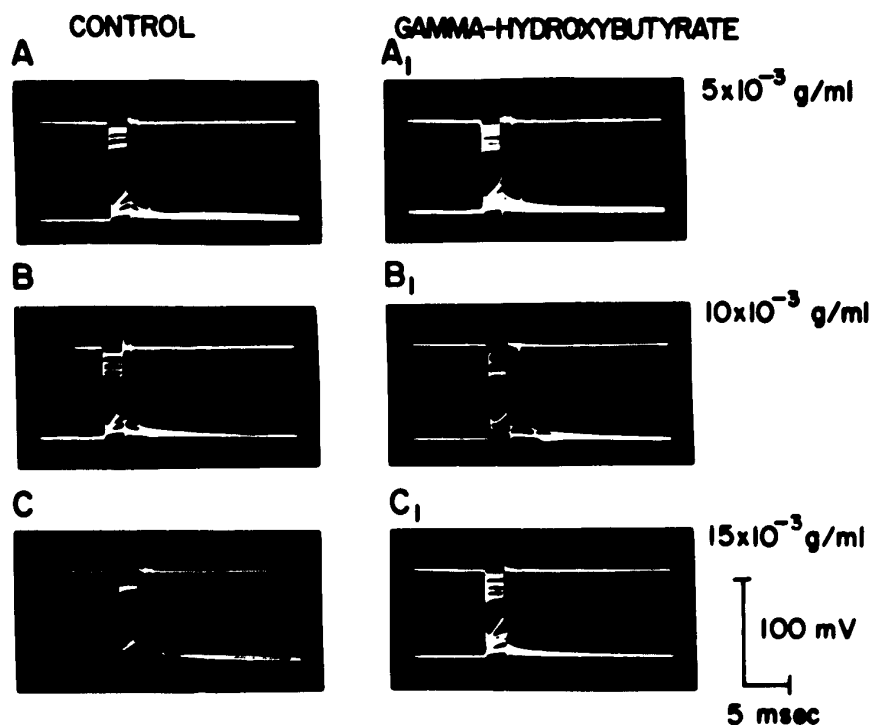 CONTROL GAMMA-HYDROXYBUTYRATE
A A1 5x10⁻³ g/ml
B B1 10x10⁻³ g/ml
C C1 15x10⁻³ g/ml
100 mV
5 msec